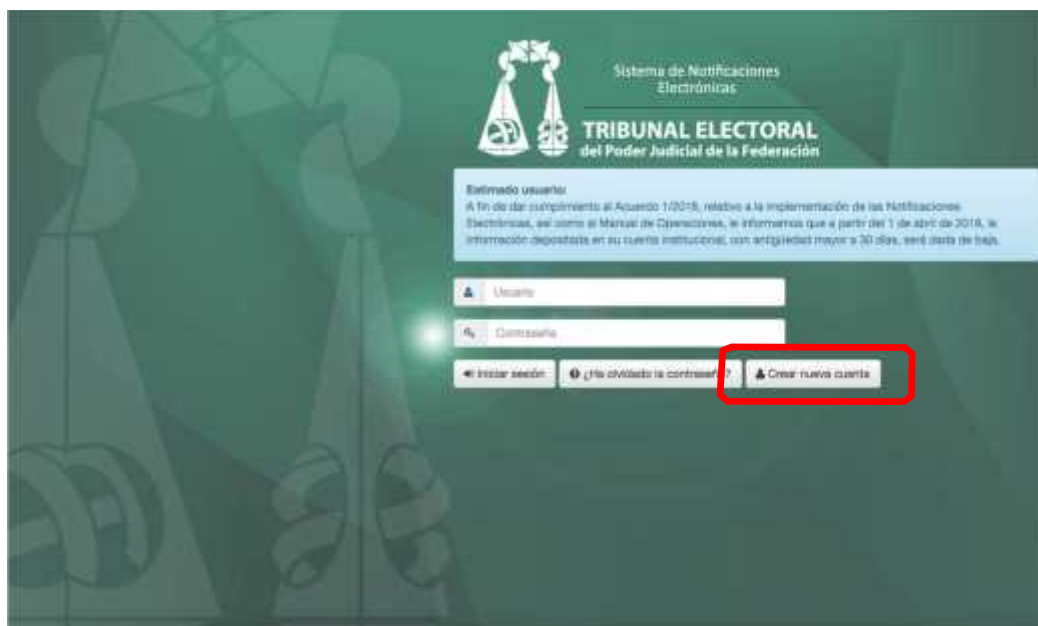 Sistema de Notificaciones
Electrónicas
TRIBUNAL ELECTORAL
del Poder Judicial de la Federación
Estimado usuario:
A fin de dar cumplimiento al Acuerdo 1/2018, relativo a la implementación de las Notificaciones
Electrónicas, así como al Manual de Operaciones, le informamos que a partir del 1 de abril de 2018, la
información depositada en su cuenta institucional, con antigüedad mayor a 30 días, será dada de baja.
Usuario
Contraseña
Iniciar sesión
¿Ha olvidado la contraseña?
Crear nueva cuenta